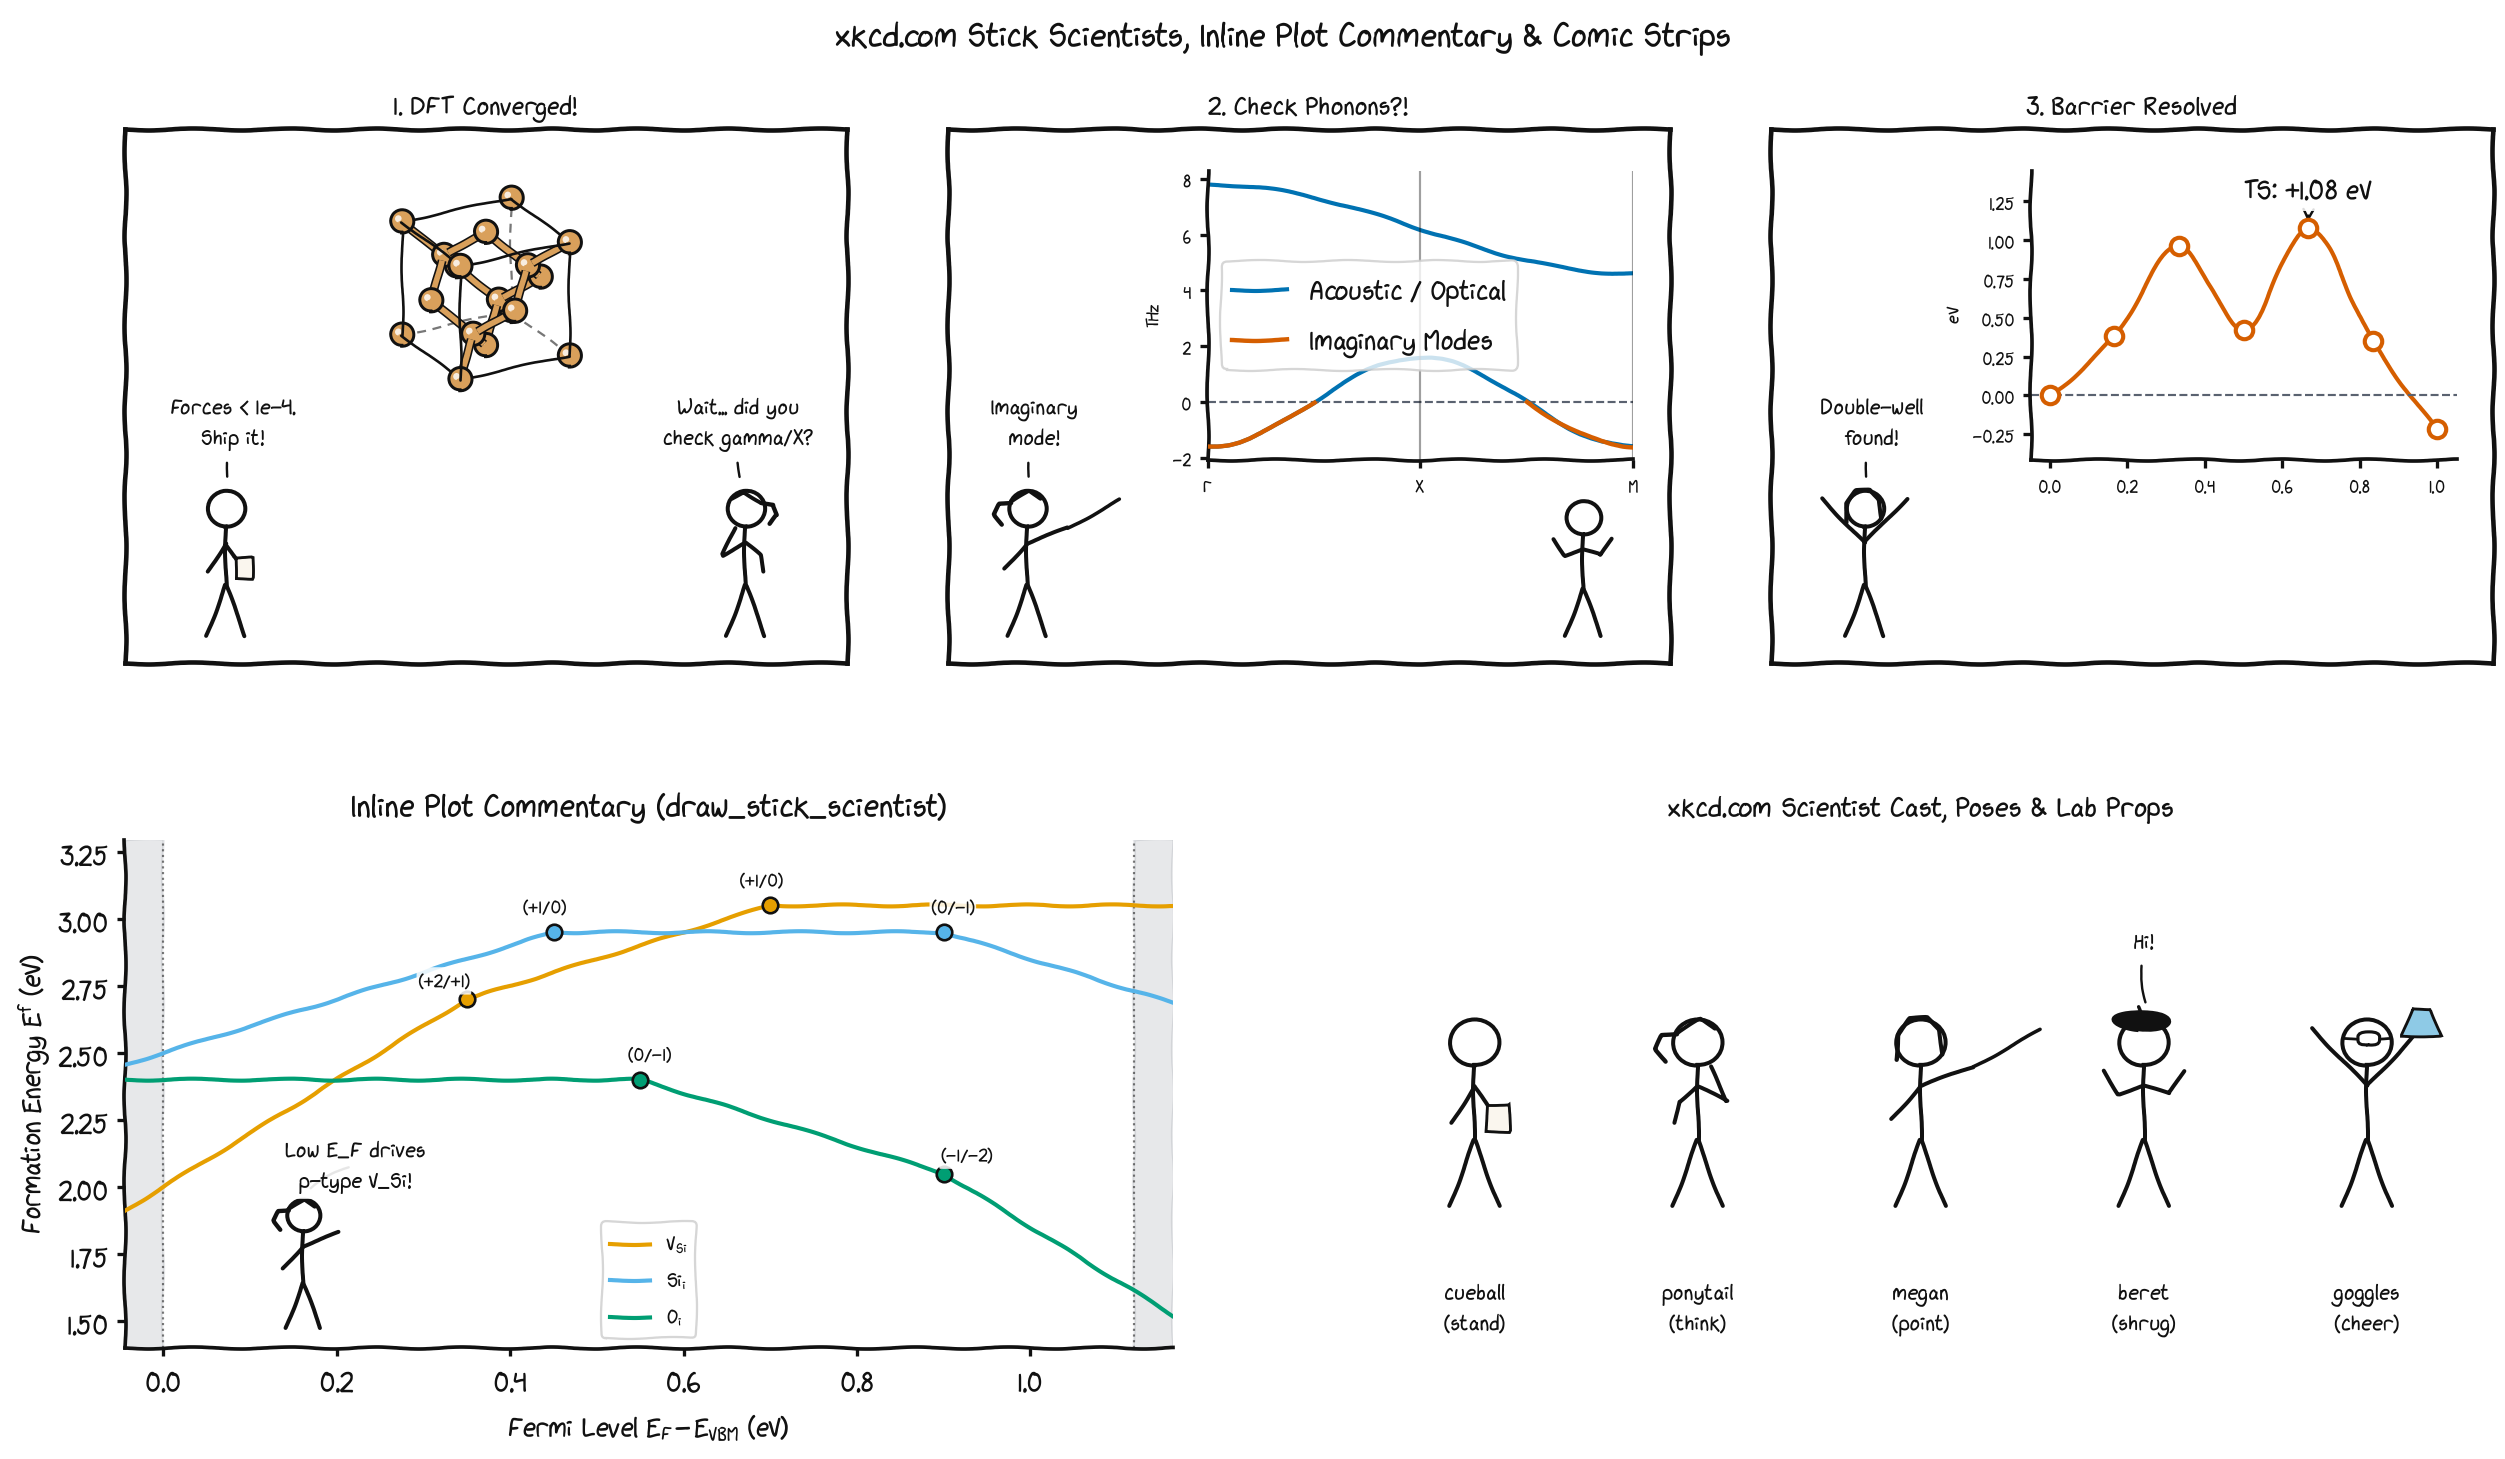 xkcd.com Stick Scientists, Inline Plot Commentary & Comic Strips
1. DFT Converged!
Forces < 1e-4.
Ship it!
Wait... did you
check gamma/X?
2. Check Phonons?!
8
6
4
2
0
-2
THz
Acoustic / Optical
Imaginary Modes
Γ
X
M
Imaginary
mode!
3. Barrier Resolved
TS: +1.08 eV
1.25
1.00
0.75
0.50
0.25
0.00
-0.25
eV
0.0 0.2 0.4 0.6 0.8 1.0
Double-well
found!
Inline Plot Commentary (draw_stick_scientist)
3.25
3.00
2.75
2.50
2.25
2.00
1.75
1.50
Formation Energy E^f (eV)
(+1/0)
(+1/0)
(0/-1)
(+2/+1)
(0/-1)
(-1/-2)
Low E_F drives
p-type V_Si!
V_Si
Si_i
O_i
0.0 0.2 0.4 0.6 0.8 1.0
Fermi Level E_F - E_VBM (eV)
xkcd.com Scientist Cast, Poses & Lab Props
Hi!
cueball
(stand)
ponytail
(think)
megan
(point)
beret
(shrug)
goggles
(cheer)